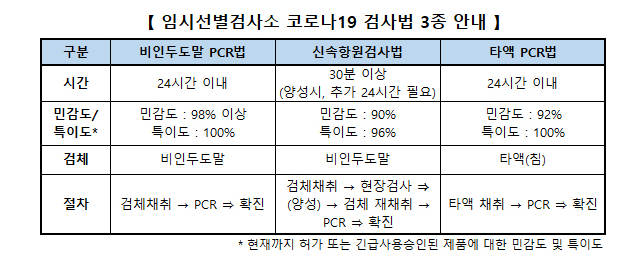 【 임시선별검사소 코로나19 검사법 3종 안내 】
구분 비인두도말 PCR법 신속항원검사법 타액 PCR법
시간 24시간 이내 30분 이상 (양성시, 추가 24시간 필요) 24시간 이내
민감도/ 특이도* 민감도 : 98% 이상 특이도 : 100% 민감도 : 90% 특이도 : 96% 민감도 : 92% 특이도 : 100%
검체 비인두도말 비인두도말 타액(침)
절차 검체채취 → PCR ⇒ 확진 검체채취 → 현장검사 ⇒ (양성) → 검체 재채취 → PCR ⇒ 확진 타액 채취 → PCR ⇒ 확진
* 현재까지 허가 또는 긴급사용승인된 제품에 대한 민감도 및 특이도